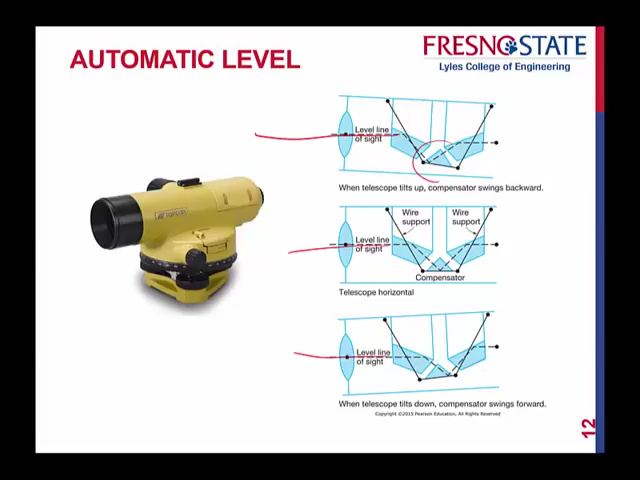 AUTOMATIC LEVEL
FRESNO STATE
Lyles College of Engineering
Level line
of sight
When telescope tilts up, compensator swings backward.
Wire
support
Wire
support
Level line
of sight
Compensator
Telescope horizontal
Level line
of sight
When telescope tilts down, compensator swings forward.
Copyright ©2015 Pearson Education, All Rights Reserved
12
TOPCON